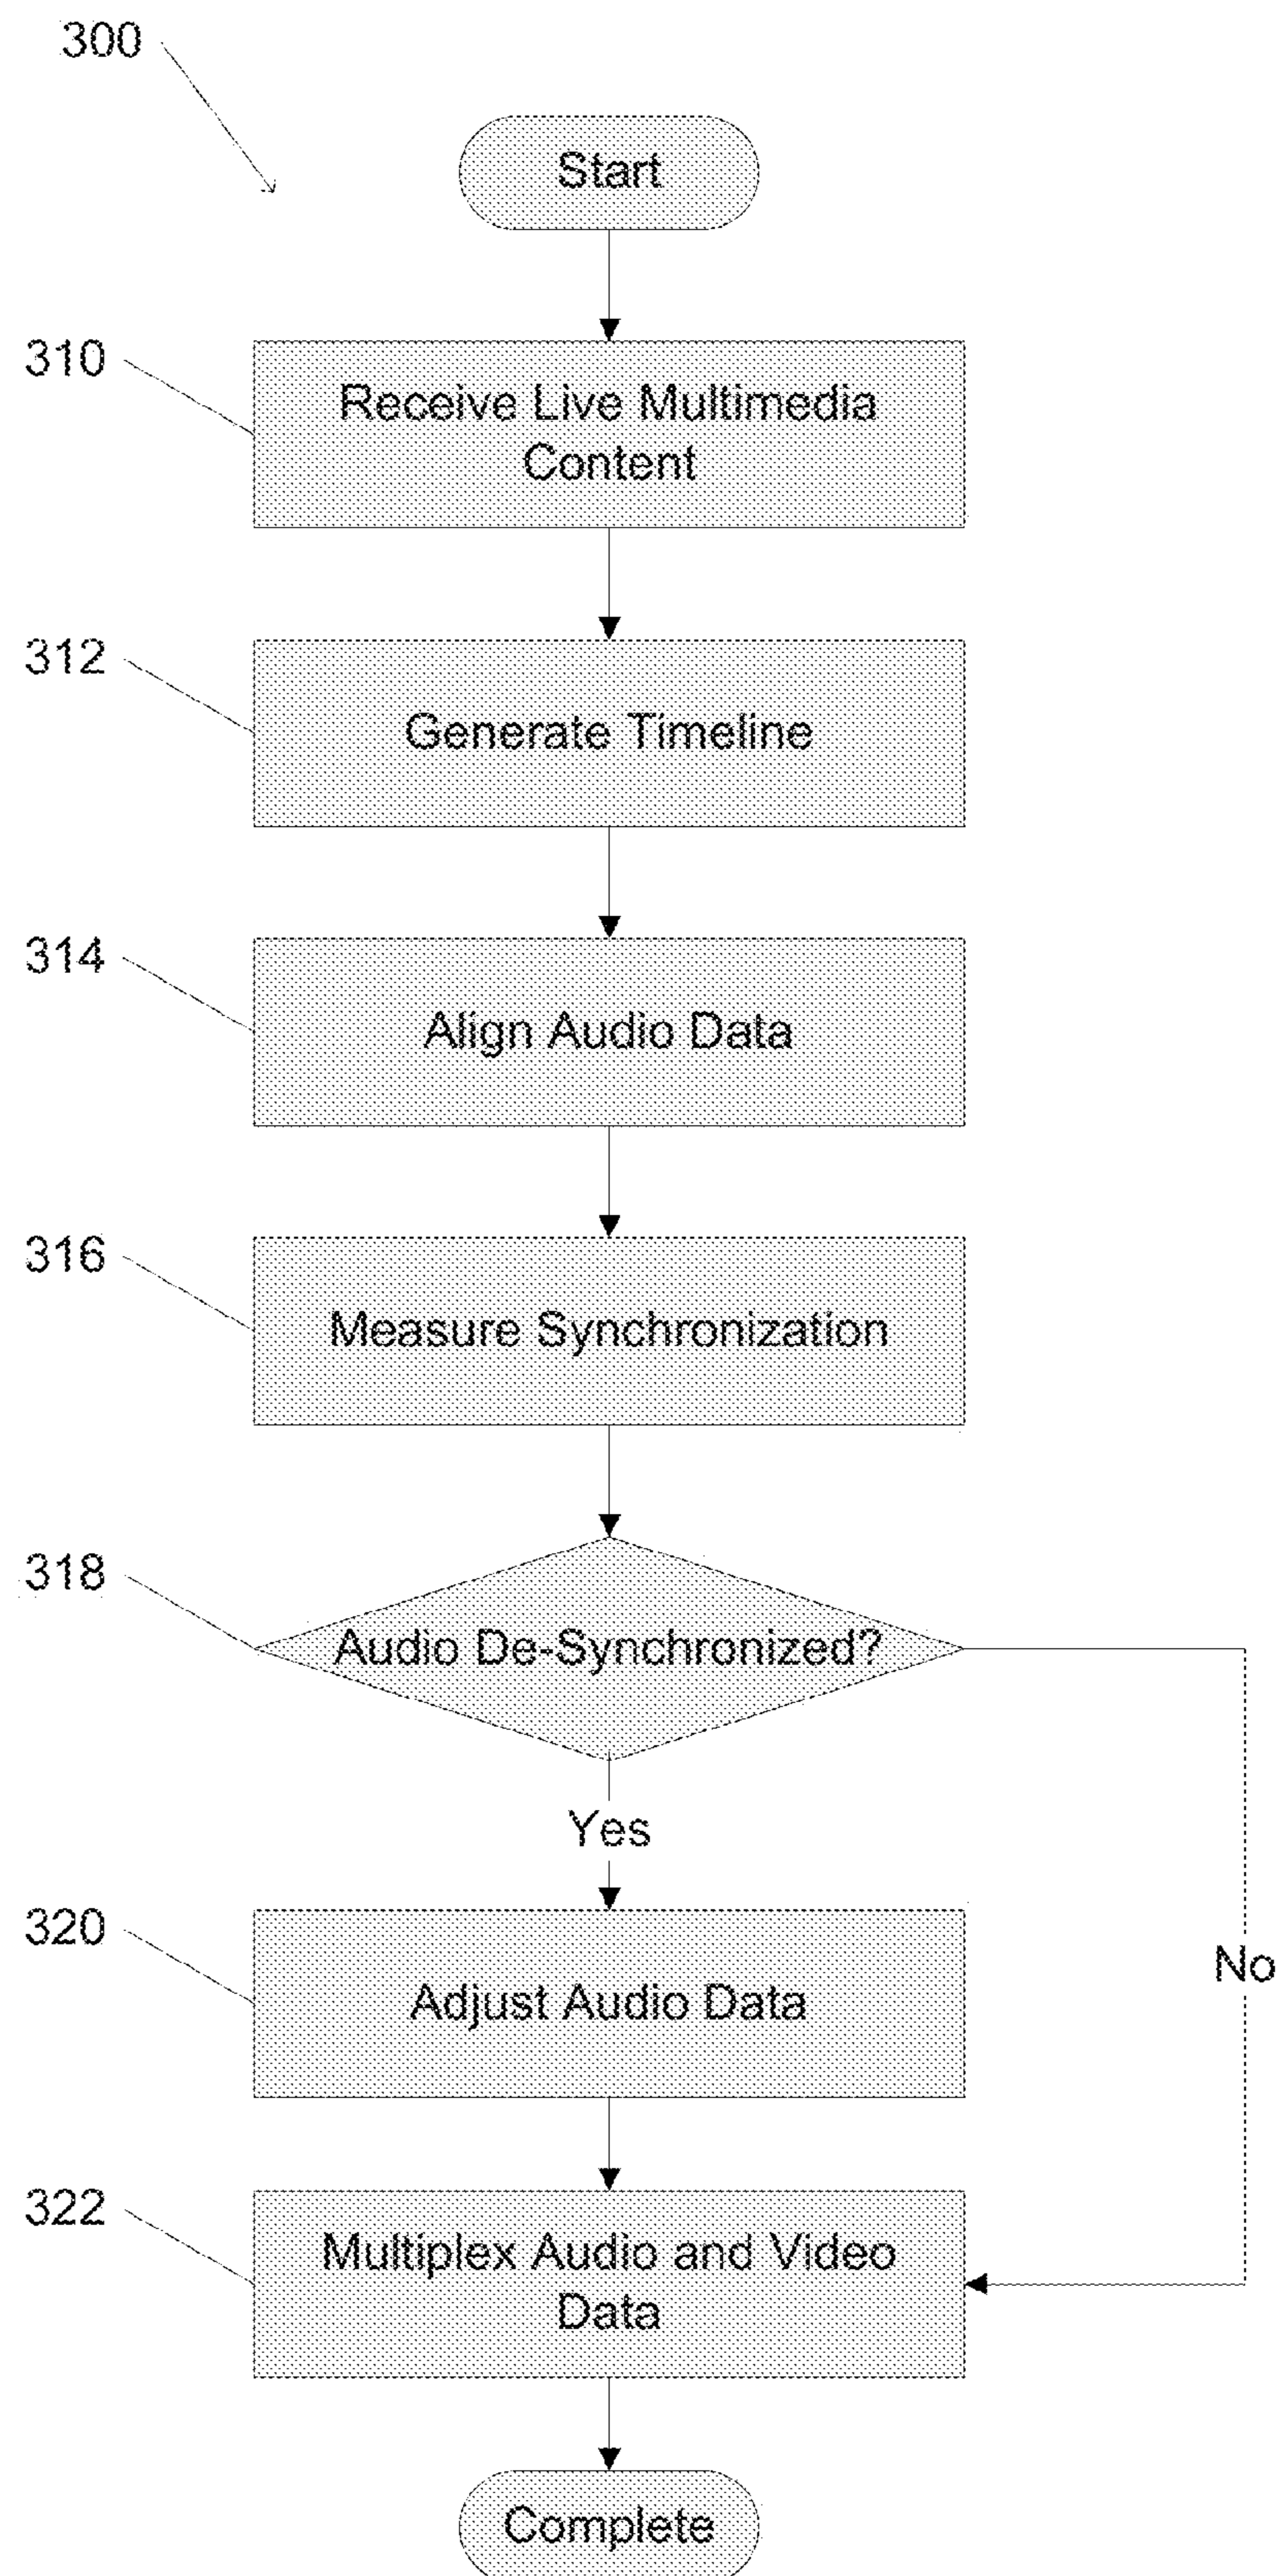 300
Start
310
Receive Live Multimedia
Content
312
Generate Timeline
314
Align Audio Data
316
Measure Synchronization
318
Audio De-Synchronized?
Yes
320
Adjust Audio Data
No
322
Multiplex Audio and Video
Data
Complete